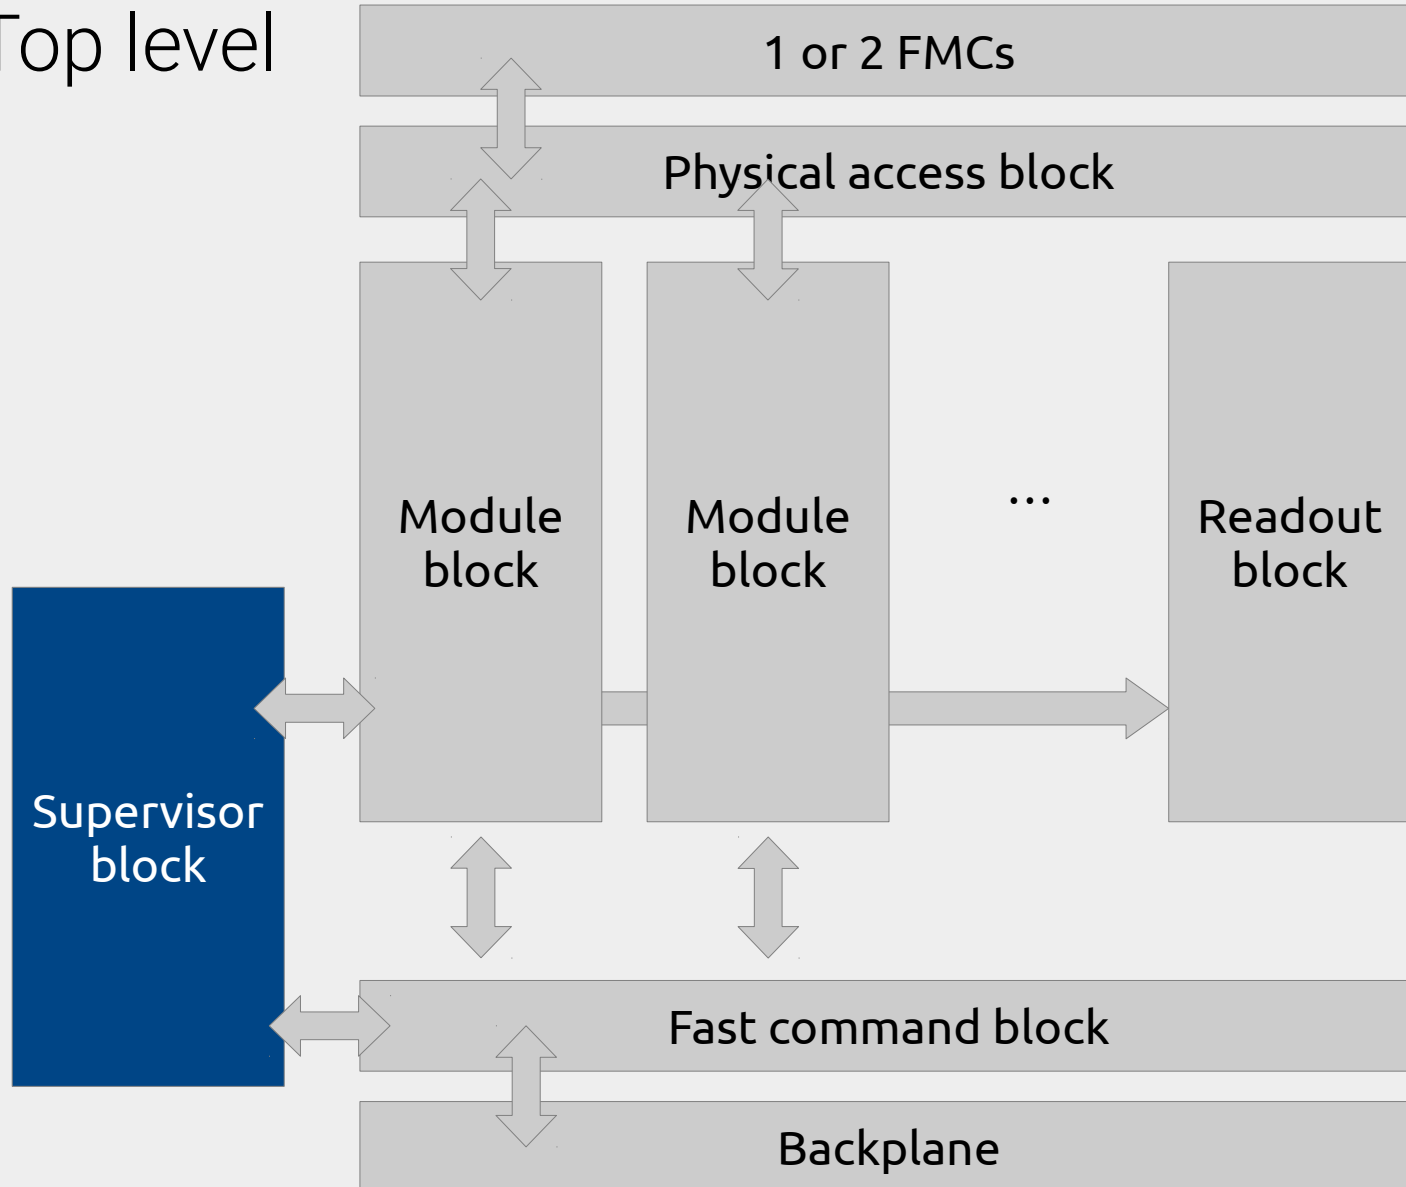 Top level
1 or 2 FMCs
Physical access block
Module
block
Module
block
...
Readout
block
Supervisor
block
Fast command block
Backplane